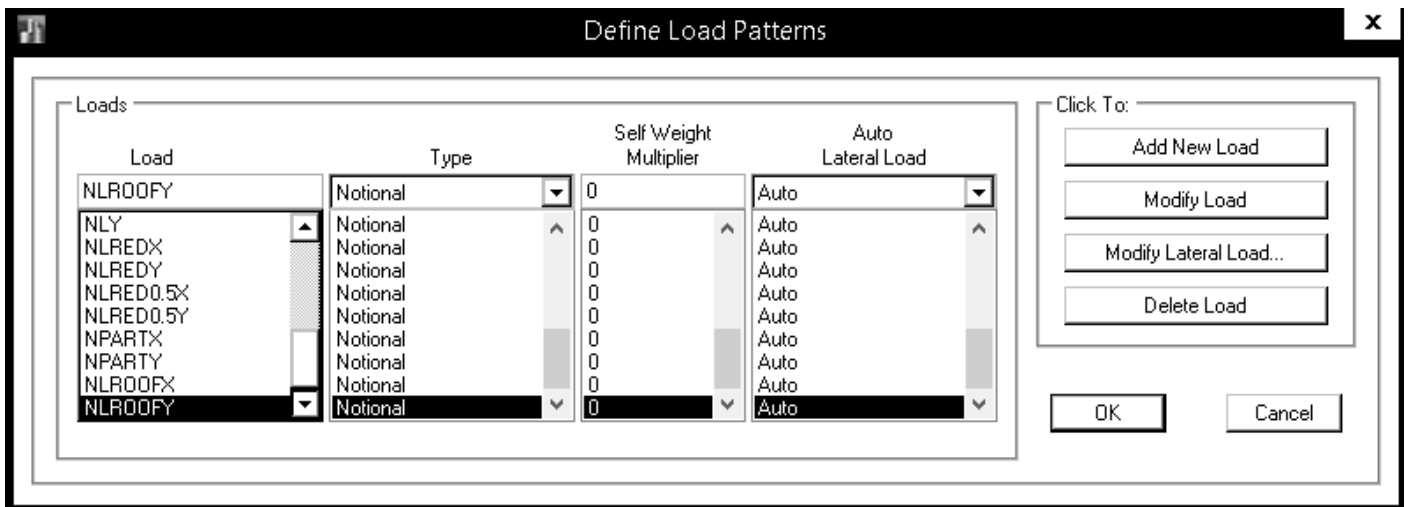 Define Load Patterns
x
Loads
Click To:
Load Type Self Weight Multiplier Auto Lateral Load
NLROOFY Notional 0 Auto
NLY Notional 0 Auto
NLREDX Notional 0 Auto
NLREDY Notional 0 Auto
NLRED0.5X Notional 0 Auto
NLRED0.5Y Notional 0 Auto
NPARTX Notional 0 Auto
NPARTY Notional 0 Auto
NLROOFX Notional 0 Auto
NLROOFY Notional 0 Auto
Add New Load
Modify Load
Modify Lateral Load...
Delete Load
OK Cancel